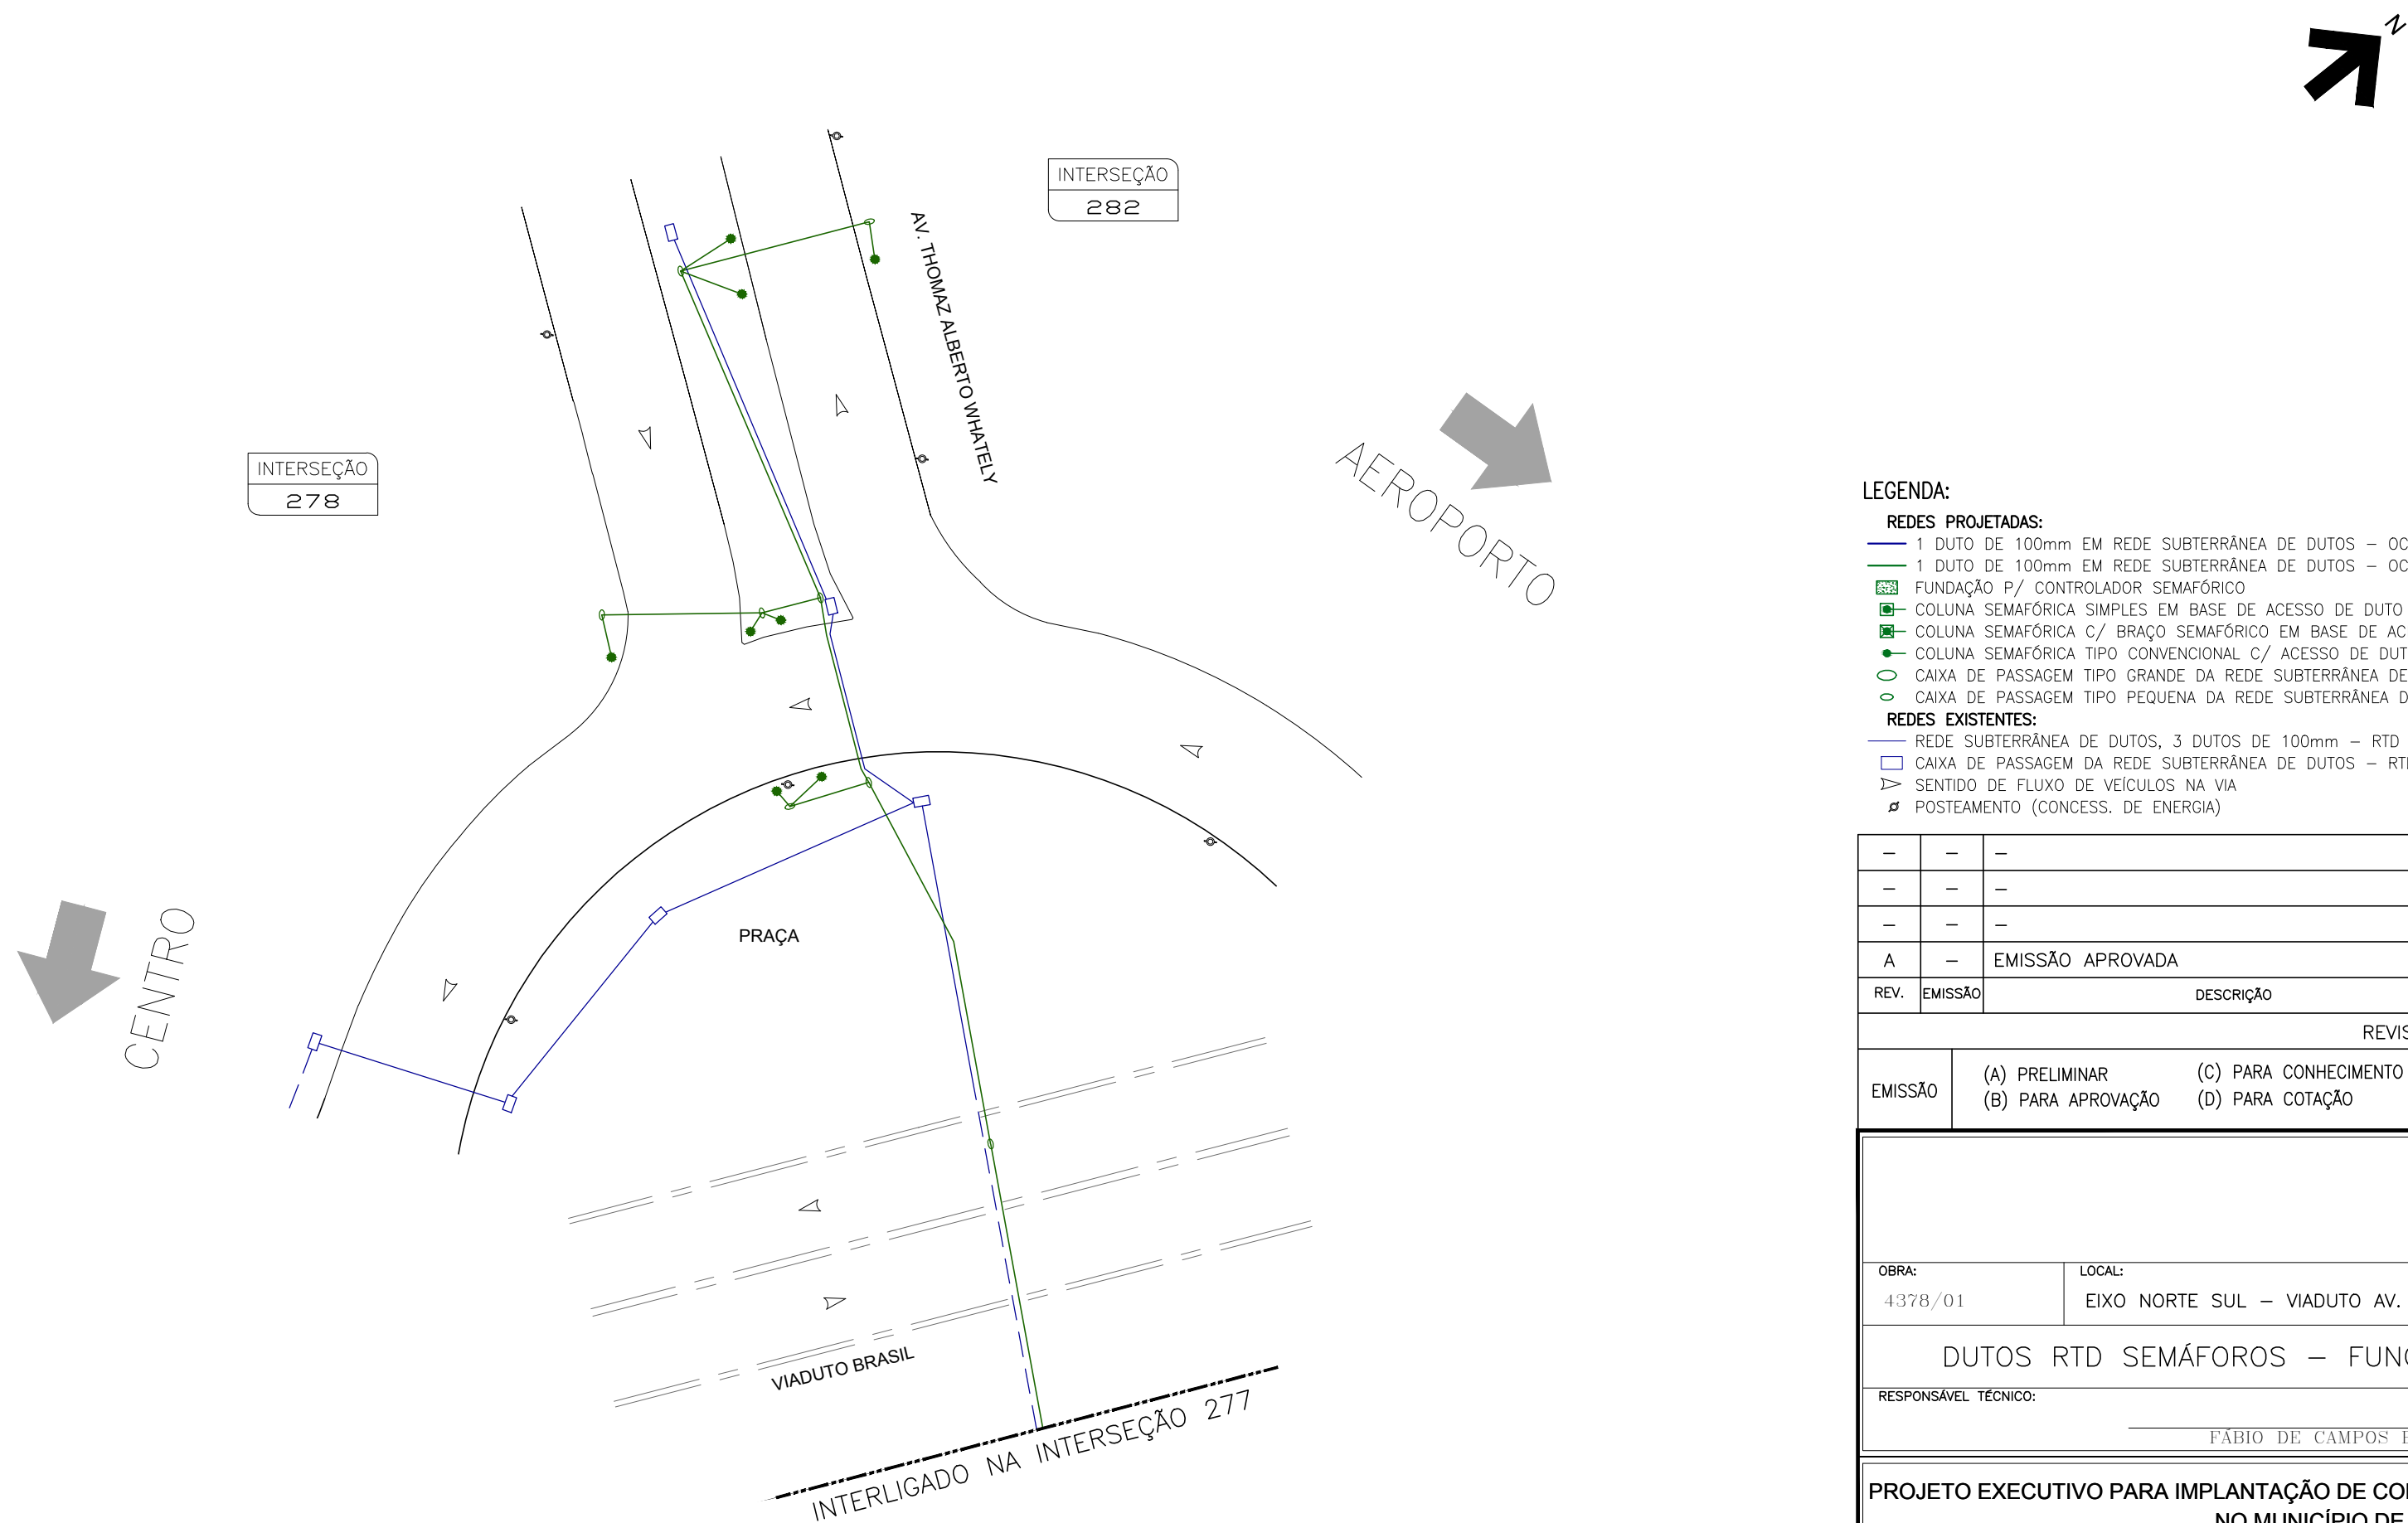 N
INTERSEÇÃO
282
AV. THOMAZ ALBERTO WHATELY
INTERSEÇÃO
278
AEROPORTO
CENTRO
PRAÇA
VIADUTO BRASIL
INTERLIGADO NA INTERSEÇÃO 277
LEGENDA:
REDES PROJETADAS:
1 DUTO DE 100mm EM REDE SUBTERRÂNEA DE DUTOS – OC
1 DUTO DE 100mm EM REDE SUBTERRÂNEA DE DUTOS – OC
FUNDAÇÃO P/ CONTROLADOR SEMAFÓRICO
COLUNA SEMAFÓRICA SIMPLES EM BASE DE ACESSO DE DUTO
COLUNA SEMAFÓRICA C/ BRAÇO SEMAFÓRICO EM BASE DE AC
COLUNA SEMAFÓRICA TIPO CONVENCIONAL C/ ACESSO DE DUT
CAIXA DE PASSAGEM TIPO GRANDE DA REDE SUBTERRÂNEA DE
CAIXA DE PASSAGEM TIPO PEQUENA DA REDE SUBTERRÂNEA D
REDES EXISTENTES:
REDE SUBTERRÂNEA DE DUTOS, 3 DUTOS DE 100mm – RTD
CAIXA DE PASSAGEM DA REDE SUBTERRÂNEA DE DUTOS – RT
SENTIDO DE FLUXO DE VEÍCULOS NA VIA
POSTEAMENTO (CONCESS. DE ENERGIA)
– – –
– – –
– – –
A – EMISSÃO APROVADA
REV. EMISSÃO DESCRIÇÃO
REVIS
EMISSÃO
(A) PRELIMINAR (C) PARA CONHECIMENTO
(B) PARA APROVAÇÃO (D) PARA COTAÇÃO
OBRA: LOCAL:
4378/01 EIXO NORTE SUL – VIADUTO AV.
DUTOS RTD SEMÁFOROS – FUN
RESPONSÁVEL TÉCNICO:
FÁBIO DE CAMPOS
PROJETO EXECUTIVO PARA IMPLANTAÇÃO DE CO
NO MUNICÍPIO DE